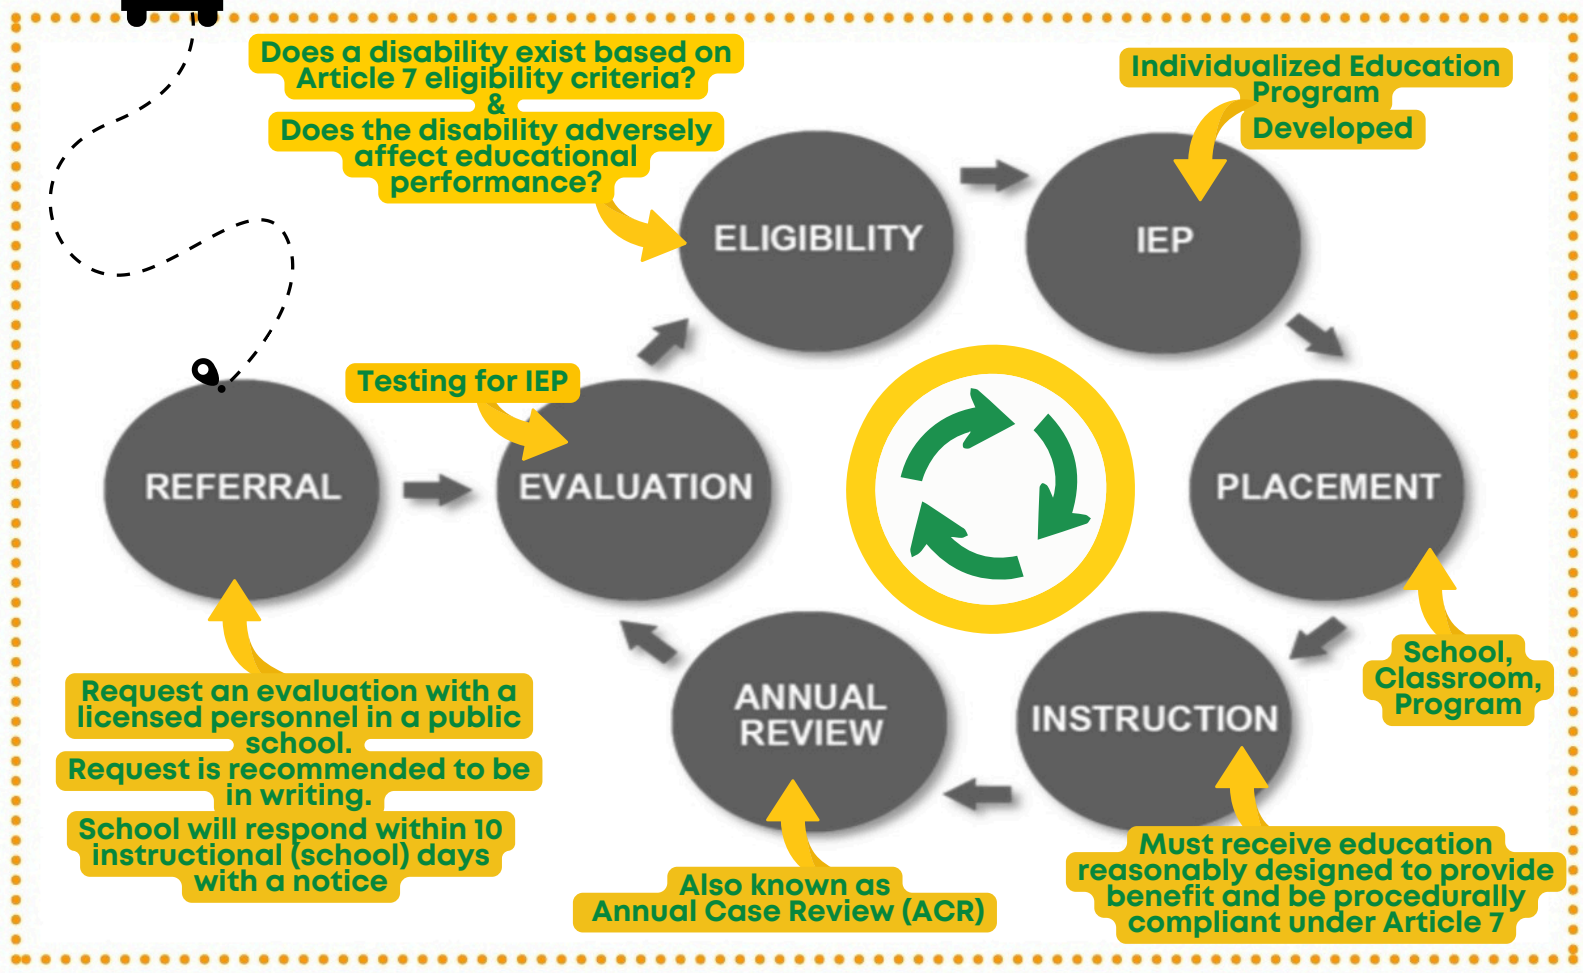 Does a disability exist based on
Article 7 eligibility criteria?
&
Does the disability adversely
affect educational
performance?
Individualized Education
Program
Developed
ELIGIBILITY
IEP
Testing for IEP
REFERRAL
EVALUATION
PLACEMENT
School,
Classroom,
Program
ANNUAL
REVIEW
INSTRUCTION
Request an evaluation with a
licensed personnel in a public
school.
Request is recommended to be
in writing.
School will respond within 10
instructional (school) days
with a notice
Also known as
Annual Case Review (ACR)
Must receive education
reasonably designed to provide
benefit and be procedurally
compliant under Article 7